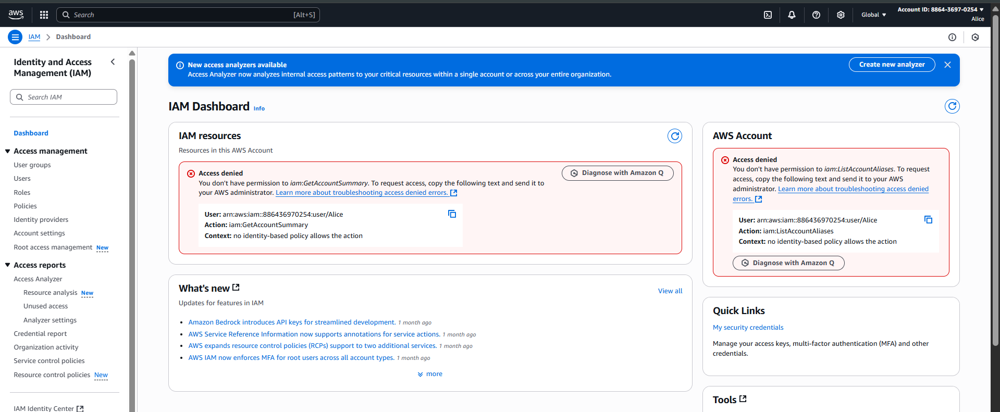 aws
Search
[Alt+S]
Global
Account ID: 8864-3697-0254
Alice
IAM
Dashboard
Identity and Access
Management (IAM)
Search IAM
Dashboard
Access management
User groups
Users
Roles
Policies
Identity providers
Account settings
Root access management New
Access reports
Access Analyzer
Resource analysis New
Unused access
Analyzer settings
Credential report
Organization activity
Service control policies
Resource control policies New
IAM Identity Center
New access analyzers available
Access Analyzer now analyzes internal access patterns to your critical resources within a single account or across your entire organization.
Create new analyzer
IAM Dashboard Info
IAM resources
Resources in this AWS Account
Access denied
You don't have permission to iam:GetAccountSummary. To request access, copy the following text and send it to
your AWS administrator. Learn more about troubleshooting access denied errors.
Diagnose with Amazon Q
User: arn:aws:iam::886436970254:user/Alice
Action: iam:GetAccountSummary
Context: no identity-based policy allows the action
What's new
View all
Updates for features in IAM
• Amazon Bedrock introduces API keys for streamlined development. 1 month ago
• AWS Service Reference Information now supports annotations for service actions. 1 month ago
• AWS expands resource control policies (RCPs) support to two additional services. 1 month ago
• AWS IAM now enforces MFA for root users across all account types. 1 month ago
more
AWS Account
Access denied
You don't have permission to iam:ListAccountAliases. To request
access, copy the following text and send it to your AWS
administrator. Learn more about troubleshooting access denied
errors.
User: arn:aws:iam::886436970254:user/Alice
Action: iam:ListAccountAliases
Context: no identity-based policy allows the action
Diagnose with Amazon Q
Quick Links
My security credentials
Manage your access keys, multi-factor authentication (MFA) and other
credentials.
Tools